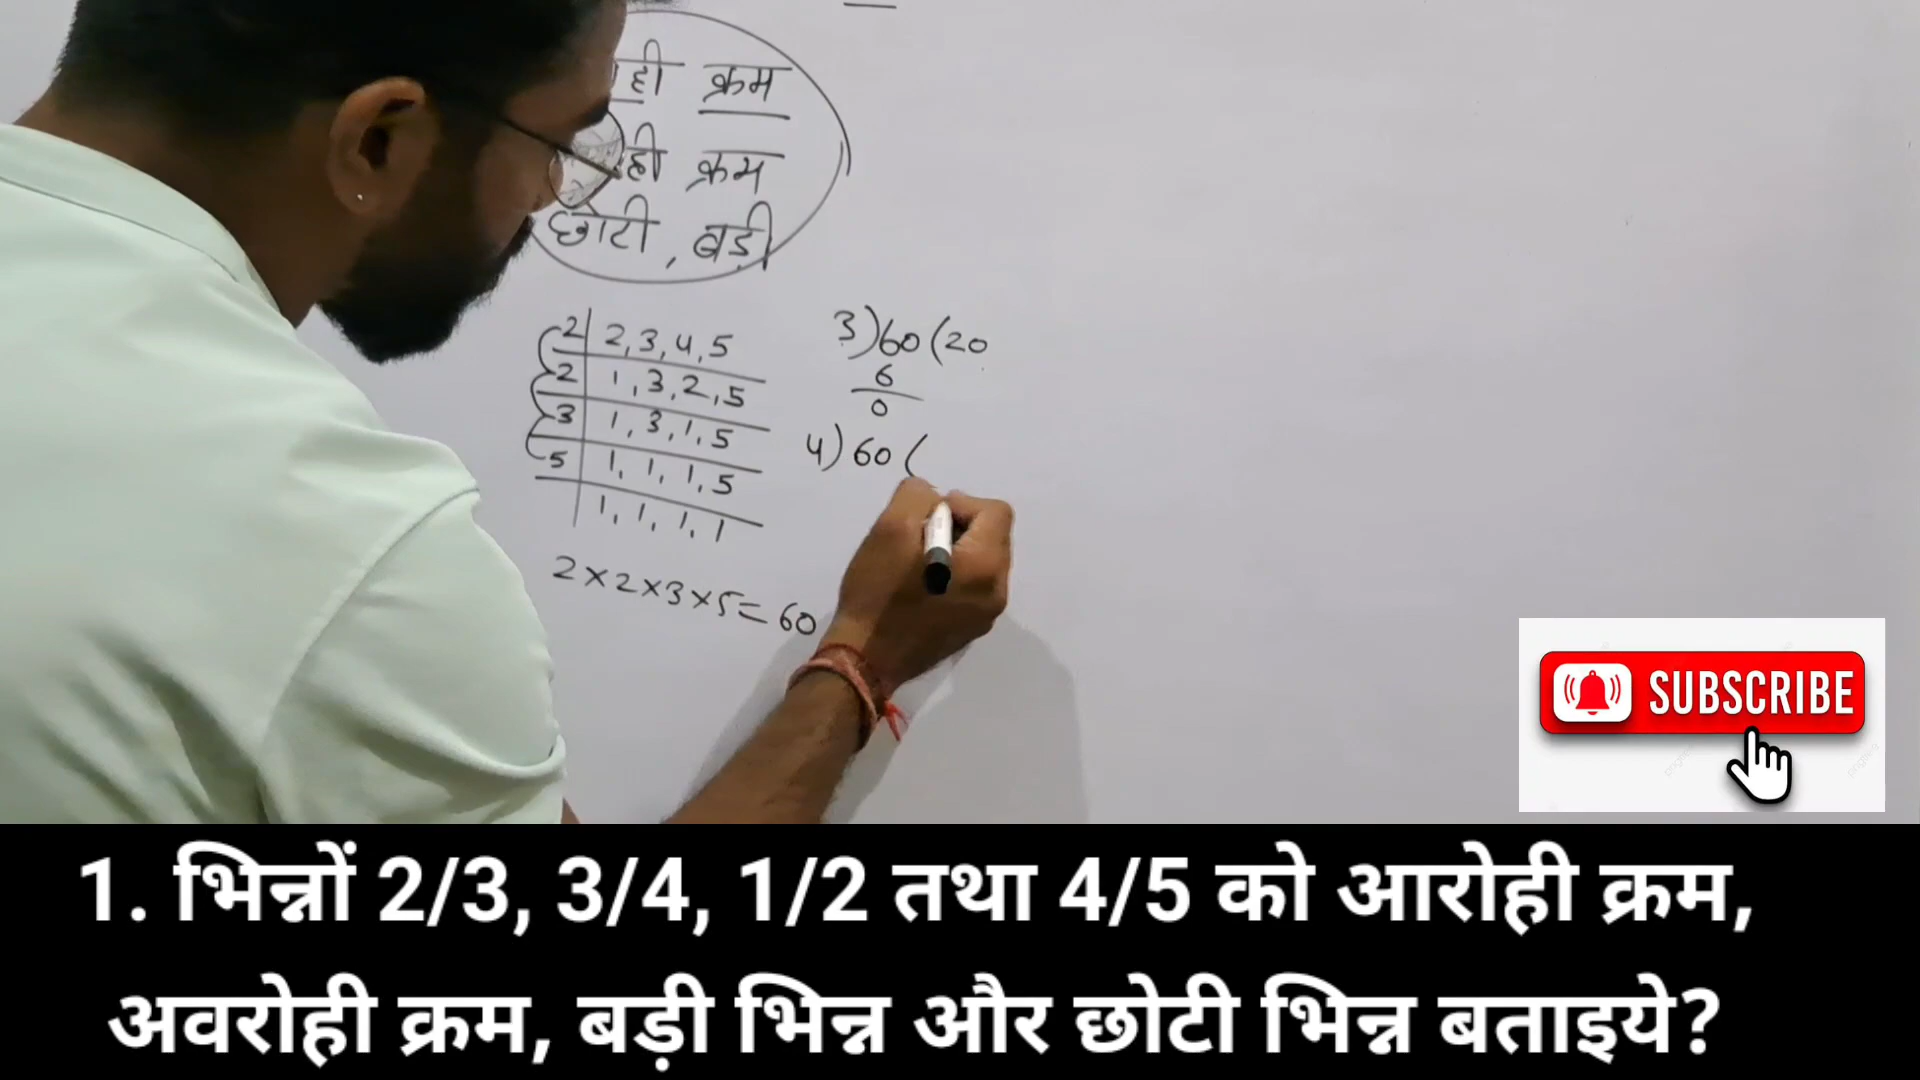 ही क्रम
ही क्रम
छोटी, बड़ी
2 | 2, 3, 4, 5
2 | 1, 3, 2, 5
3 | 1, 3, 1, 5
5 | 1, 1, 1, 5
1, 1, 1, 1
2×2×3×5=60
3)60(20
6
0
4)60(
SUBSCRIBE
1. भिन्नों 2/3, 3/4, 1/2 तथा 4/5 को आरोही क्रम,
अवरोही क्रम, बड़ी भिन्न और छोटी भिन्न बताइये?